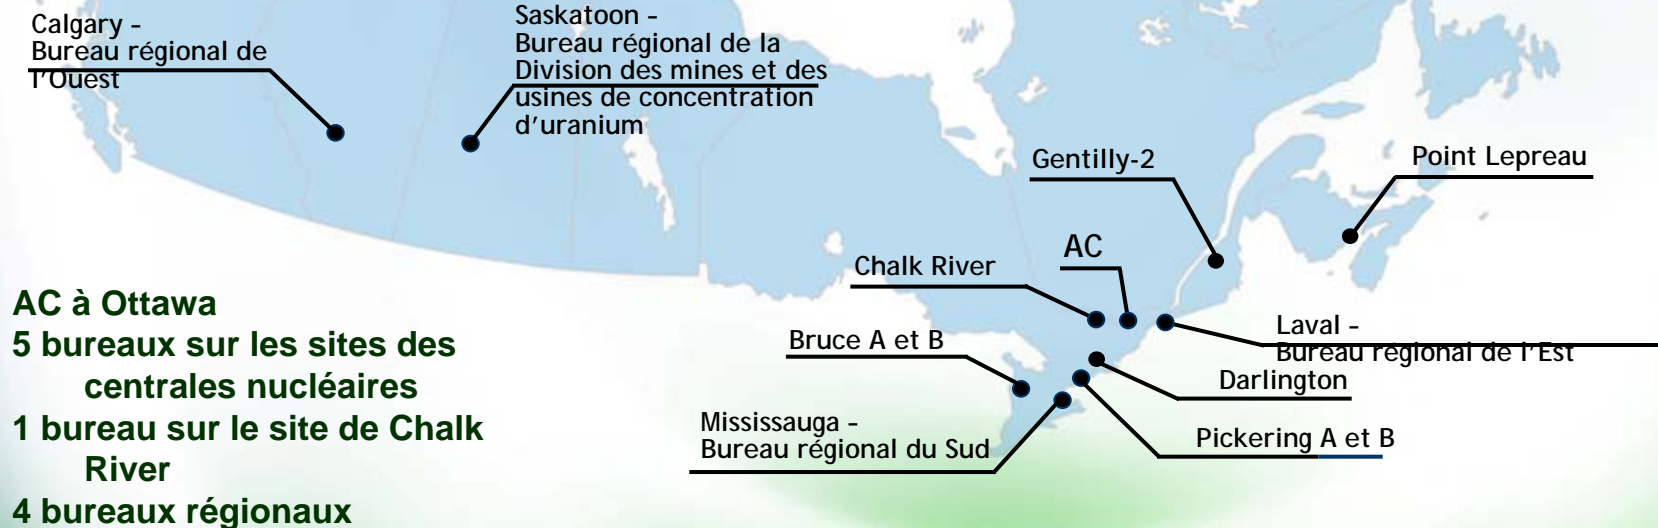 Calgary -
Bureau régional de
l'Ouest
Saskatoon -
Bureau régional de la
Division des mines et des
usines de concentration
d'uranium
Gentilly-2
Point Lepreau
AC
Chalk River
Bruce A et B
Laval -
Bureau régional de l'Est
Darlington
Mississauga -
Bureau régional du Sud
Pickering A et B
AC à Ottawa
5 bureaux sur les sites des
centrales nucléaires
1 bureau sur le site de Chalk
River
4 bureaux régionaux